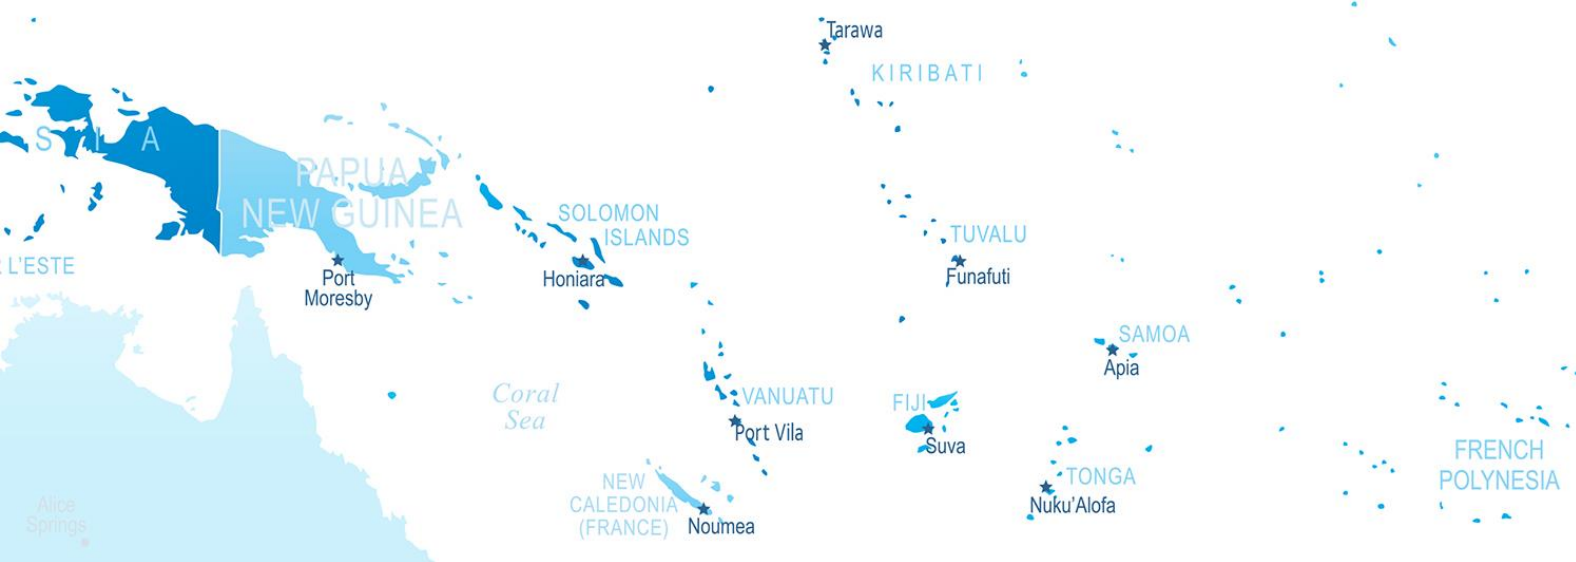 Tarawa
KIRIBATI
S I A
PAPUA
NEW GUINEA
SOLOMON
ISLANDS
TUVALU
L'ESTE
Port
Moresby
Honiara
Funafuti
SAMOA
Apia
Coral
Sea
VANUATU
Port Vila
FIJI
Suva
FRENCH
POLYNESIA
NEW
CALEDONIA
(FRANCE)
Noumea
TONGA
Nuku'Alofa
Alice
Springs